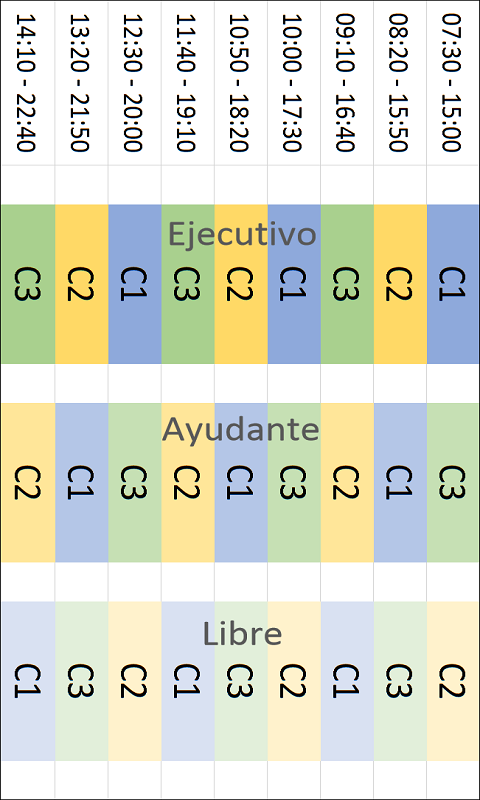 Ejecutivo
Ayudante
Libre
07:30 - 15:00 C1 C3 C2
08:20 - 15:50 C2 C1 C3
09:10 - 16:40 C3 C2 C1
10:00 - 17:30 C1 C3 C2
10:50 - 18:20 C2 C1 C3
11:40 - 19:10 C3 C2 C1
12:30 - 20:00 C1 C3 C2
13:20 - 21:50 C2 C1 C3
14:10 - 22:40 C3 C2 C1